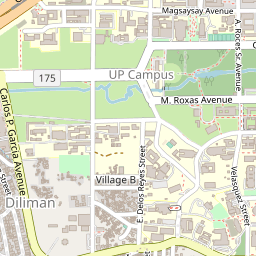 Magsaysay Avenue
A. Roces Sr. Avenue
175
UP Campus
M. Roxas Avenue
Carlos P. Garcia Avenue
E. Delos Reyes Street
Velasquez Street
Village B
Street
Diliman